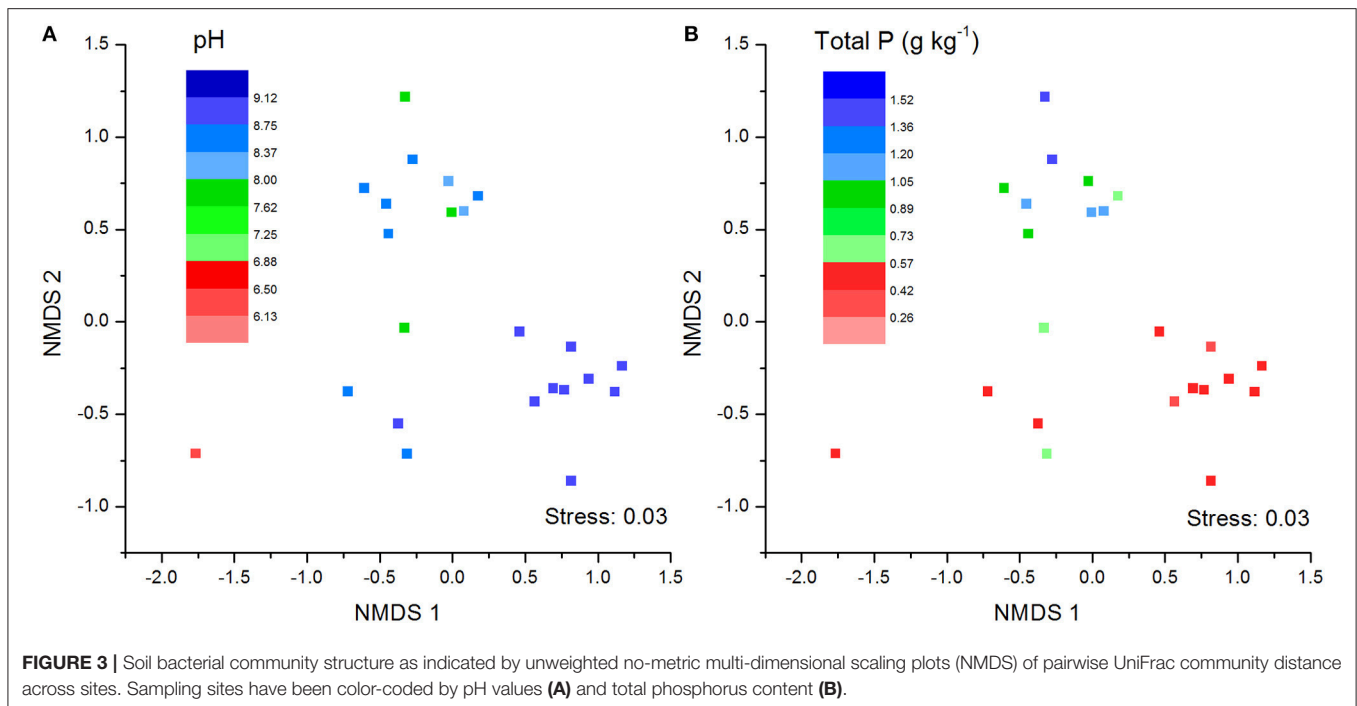 A
pH
9.12
8.75
8.37
8.00
7.62
7.25
6.88
6.50
6.13
1.5
1.0
0.5
0.0
-0.5
-1.0
NMDS 2
-2.0 -1.5 -1.0 -0.5 0.0 0.5 1.0 1.5
NMDS 1
Stress: 0.03
B
Total P (g kg⁻¹)
1.52
1.36
1.20
1.05
0.89
0.73
0.57
0.42
0.26
1.5
1.0
0.5
0.0
-0.5
-1.0
NMDS 2
-2.0 -1.5 -1.0 -0.5 0.0 0.5 1.0 1.5
NMDS 1
Stress: 0.03
FIGURE 3 | Soil bacterial community structure as indicated by unweighted no-metric multi-dimensional scaling plots (NMDS) of pairwise UniFrac community distance
across sites. Sampling sites have been color-coded by pH values (A) and total phosphorus content (B).